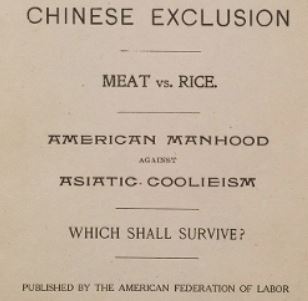 CHINESE EXCLUSION
MEAT vs. RICE.
AMERICAN MANHOOD
AGAINST
ASIATIC COOLIEISM
WHICH SHALL SURVIVE?
PUBLISHED BY THE AMERICAN FEDERATION OF LABOR